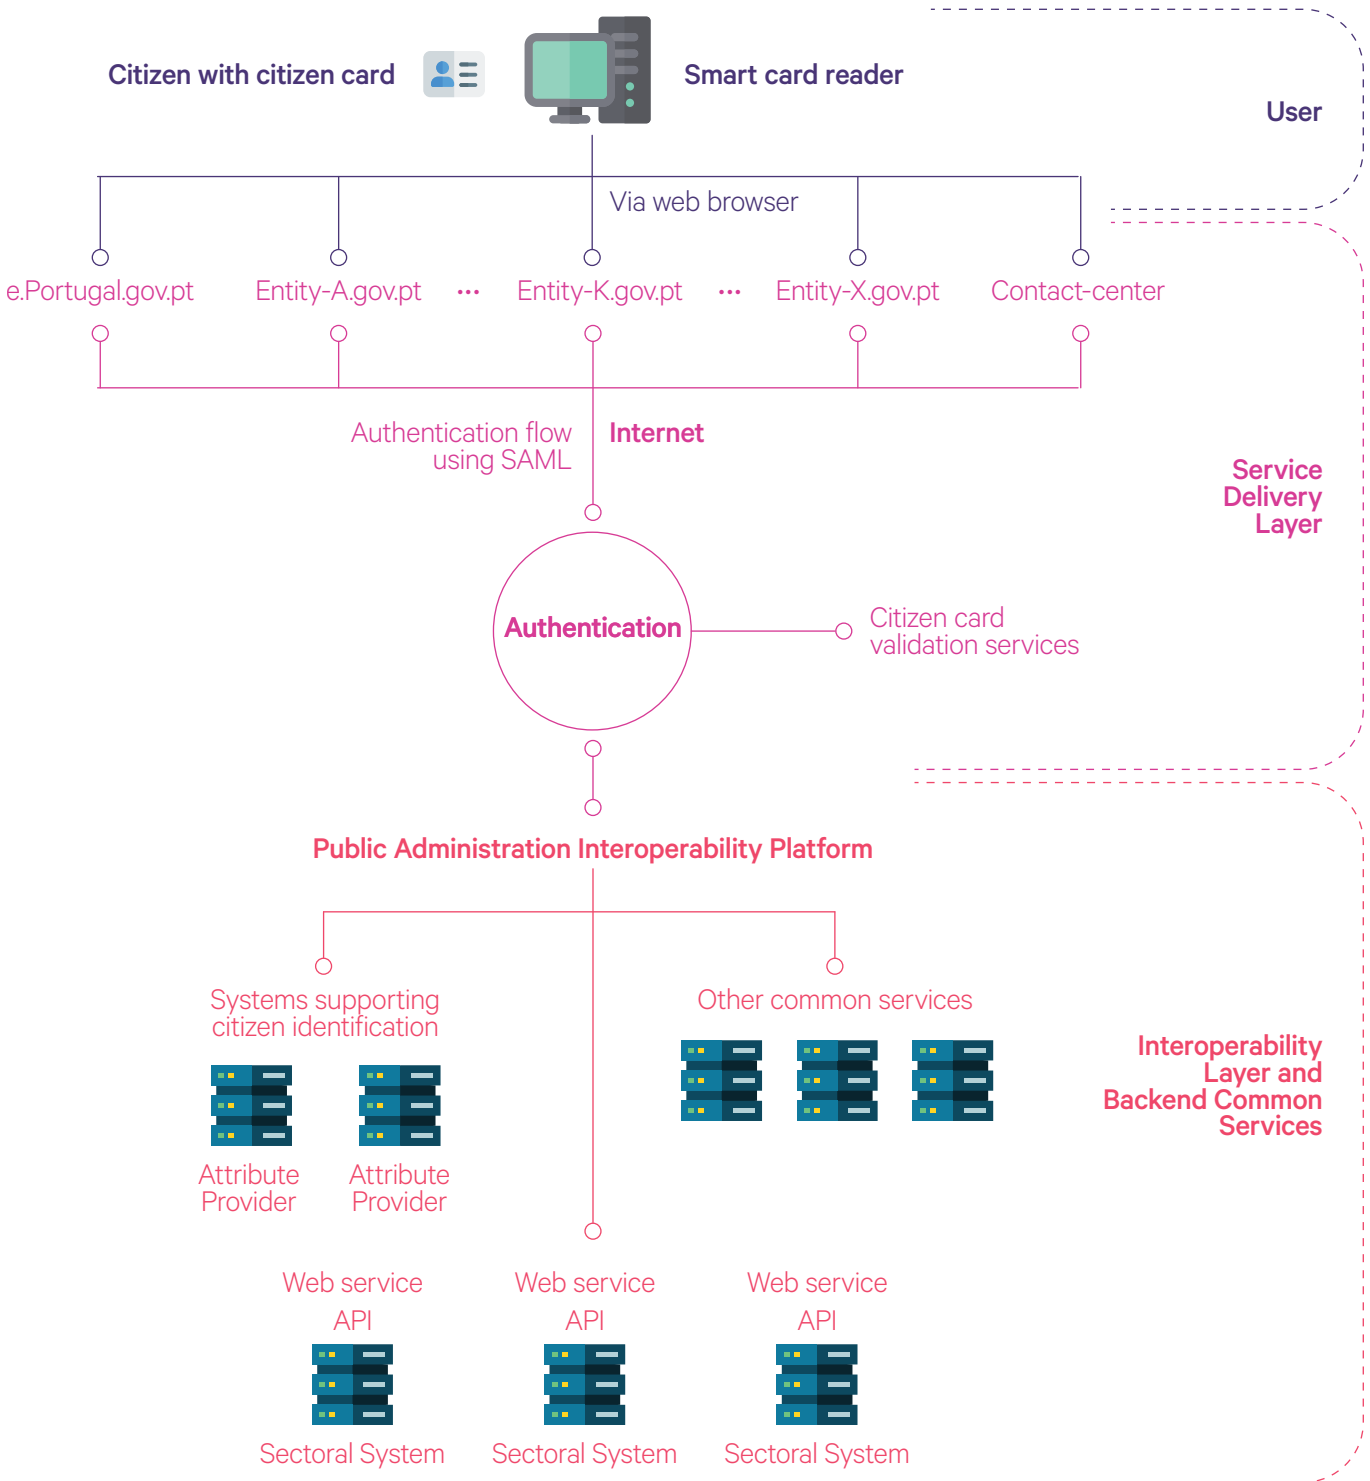 Citizen with citizen card
Smart card reader
User
Via web browser
e.Portugal.gov.pt
Entity-A.gov.pt
...
Entity-K.gov.pt
...
Entity-X.gov.pt
Contact-center
Authentication flow
using SAML
Internet
Service
Delivery
Layer
Authentication
Citizen card
validation services
Public Administration Interoperability Platform
Systems supporting
citizen identification
Other common services
Interoperability
Layer and
Backend Common
Services
Attribute
Provider
Attribute
Provider
Web service
API
Web service
API
Web service
API
Sectoral System
Sectoral System
Sectoral System